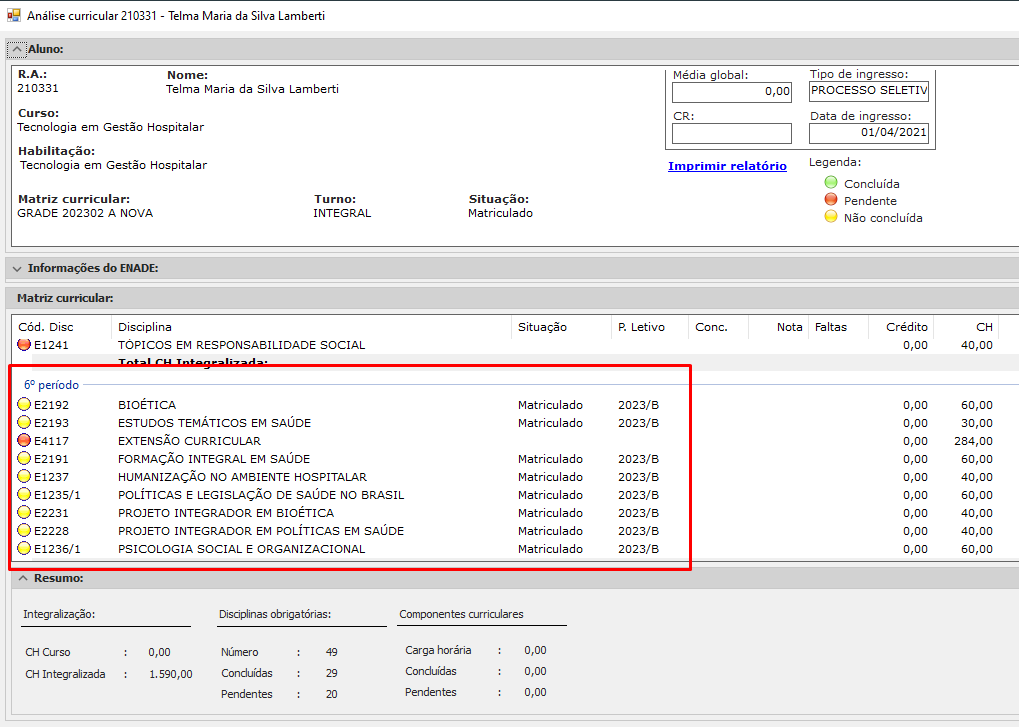 Análise curricular 210331 - Telma Maria da Silva Lamberti
Aluno:
R.A.: Nome:
210331 Telma Maria da Silva Lamberti
Curso:
Tecnologia em Gestão Hospitalar
Habilitação:
Tecnologia em Gestão Hospitalar
Matriz curricular: Turno: Situação:
GRADE 202302 A NOVA INTEGRAL Matriculado
Média global: Tipo de ingresso:
0,00 PROCESSO SELETIV
CR: Data de ingresso:
01/04/2021
Imprimir relatório Legenda:
Concluída
Pendente
Não concluída
Informações do ENADE:
Matriz curricular:
Cód. Disc Disciplina Situação P. Letivo Conc. Nota Faltas Crédito CH
E1241 TÓPICOS EM RESPONSABILIDADE SOCIAL 0,00 40,00
Total CH Integralizada:
6º período
E2192 BIOÉTICA Matriculado 2023/B 0,00 60,00
E2193 ESTUDOS TEMÁTICOS EM SAÚDE Matriculado 2023/B 0,00 30,00
E4117 EXTENSÃO CURRICULAR 0,00 284,00
E2191 FORMAÇÃO INTEGRAL EM SAÚDE Matriculado 2023/B 0,00 60,00
E1237 HUMANIZAÇÃO NO AMBIENTE HOSPITALAR Matriculado 2023/B 0,00 40,00
E1235/1 POLÍTICAS E LEGISLAÇÃO DE SAÚDE NO BRASIL Matriculado 2023/B 0,00 60,00
E2231 PROJETO INTEGRADOR EM BIOÉTICA Matriculado 2023/B 0,00 40,00
E2228 PROJETO INTEGRADOR EM POLÍTICAS EM SAÚDE Matriculado 2023/B 0,00 40,00
E1236/1 PSICOLOGIA SOCIAL E ORGANIZACIONAL Matriculado 2023/B 0,00 60,00
Resumo:
Integralização: Disciplinas obrigatórias: Componentes curriculares
CH Curso : 0,00 Número : 49 Carga horária : 0,00
CH Integralizada : 1.590,00 Concluídas : 29 Concluídas : 0,00
Pendentes : 20 Pendentes : 0,00